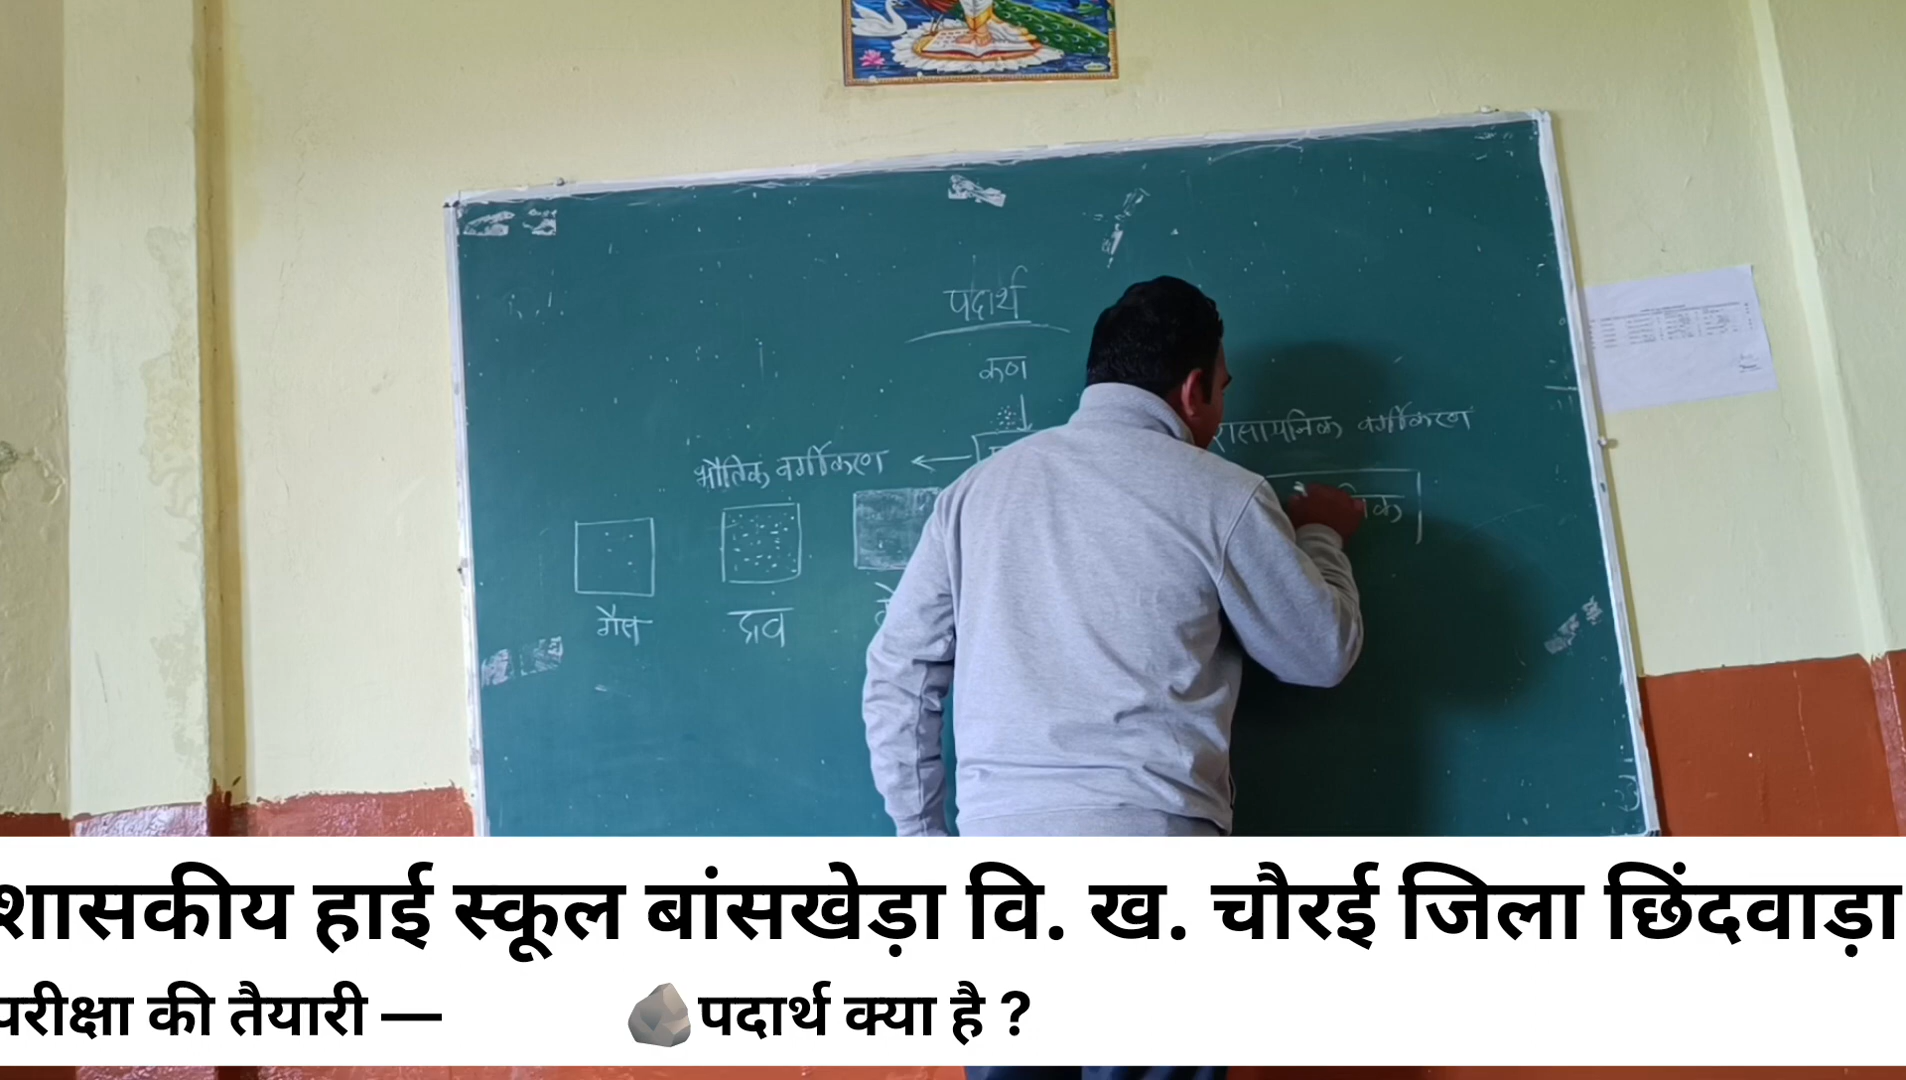 पदार्थ
कण
भौतिक वर्गीकरण
रासायनिक वर्गीकरण
गैस
द्रव
शासकीय हाई स्कूल बांसखेड़ा वि. ख. चौरई जिला छिंदवाड़ा
परीक्षा की तैयारी — पदार्थ क्या है ?